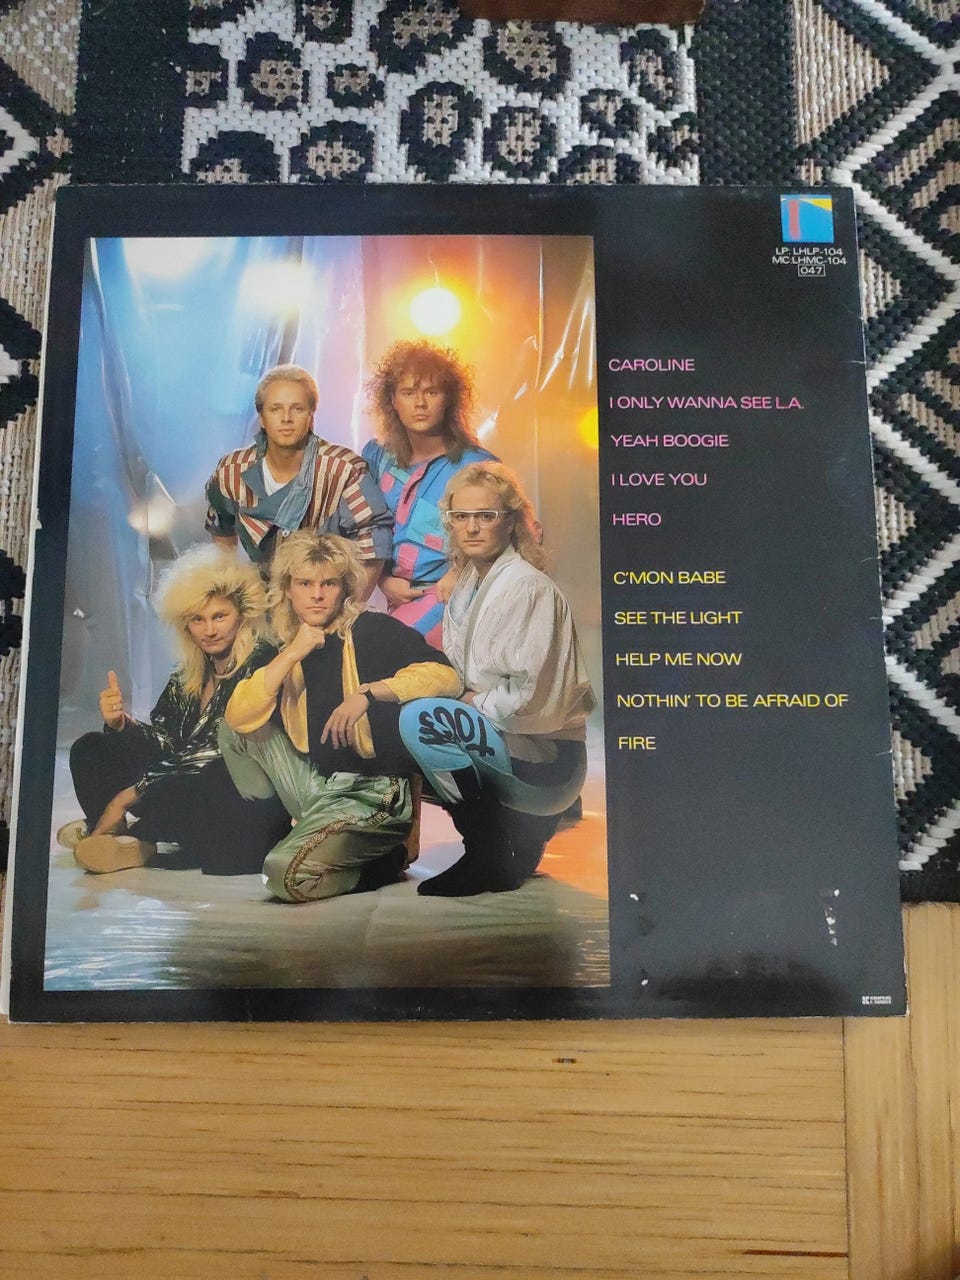 LP: LHLP-104
MC:LHMC-104
047
CAROLINE
I ONLY WANNA SEE L.A.
YEAH BOOGIE
I LOVE YOU
HERO
C'MON BABE
SEE THE LIGHT
HELP ME NOW
NOTHIN' TO BE AFRAID OF
FIRE